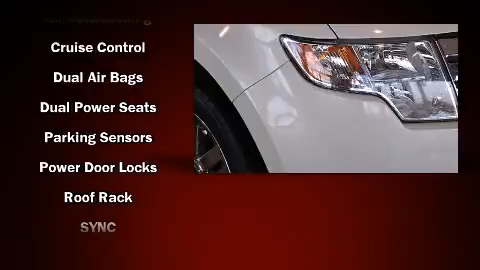 Cruise Control
Dual Air Bags
Dual Power Seats
Parking Sensors
Power Door Locks
Roof Rack
SYNC